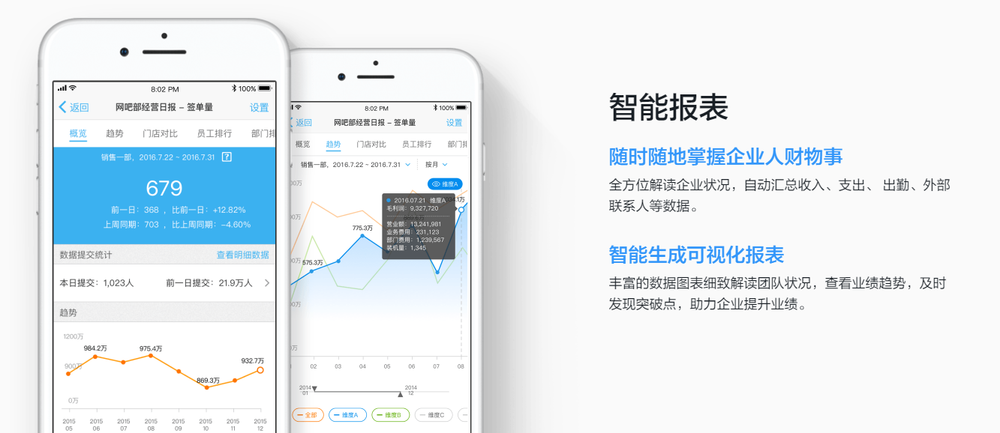 8:02 PM
100%
返回
网吧部经营日报 – 签单量
设置
概览
趋势
门店对比
员工排行
部门排
销售一部，2016.7.22 ~ 2016.7.31 ?
679
前一日：368 ，比前一日：+12.82%
上周同期：703 ，比上周同期：–4.60%
数据提交统计
查看明细数据
本日提交：1,023人
前一日提交：21.9万人
趋势
1200万
984.2万
975.4万
932.7万
900万
869.3万
0万
2015 05
2015 06
2015 07
2015 08
2015 09
2015 10
2015 11
2015 12
8:02 PM
100%
返回
网吧部经营日报 – 签单量
设置
概览
趋势
门店对比
员工排行
部门排
销售一部，2016.7.22 ~ 2016.7.31
按月
维度A
2016.07.21 维度A
毛利润：9,327,720
营业额：13,241,981
业务费用：231,123
部门费用：1,239,567
装机量：1,345
775.3万
575.3万
02
03
04
05
06
07
08
2014 01
2014 12
全部
维度A
维度B
维度C
智能报表
随时随地掌握企业人财物事
全方位解读企业状况，自动汇总收入、支出、 出勤、外部
联系人等数据。
智能生成可视化报表
丰富的数据图表细致解读团队状况，查看业绩趋势，及时
发现突破点，助力企业提升业绩。